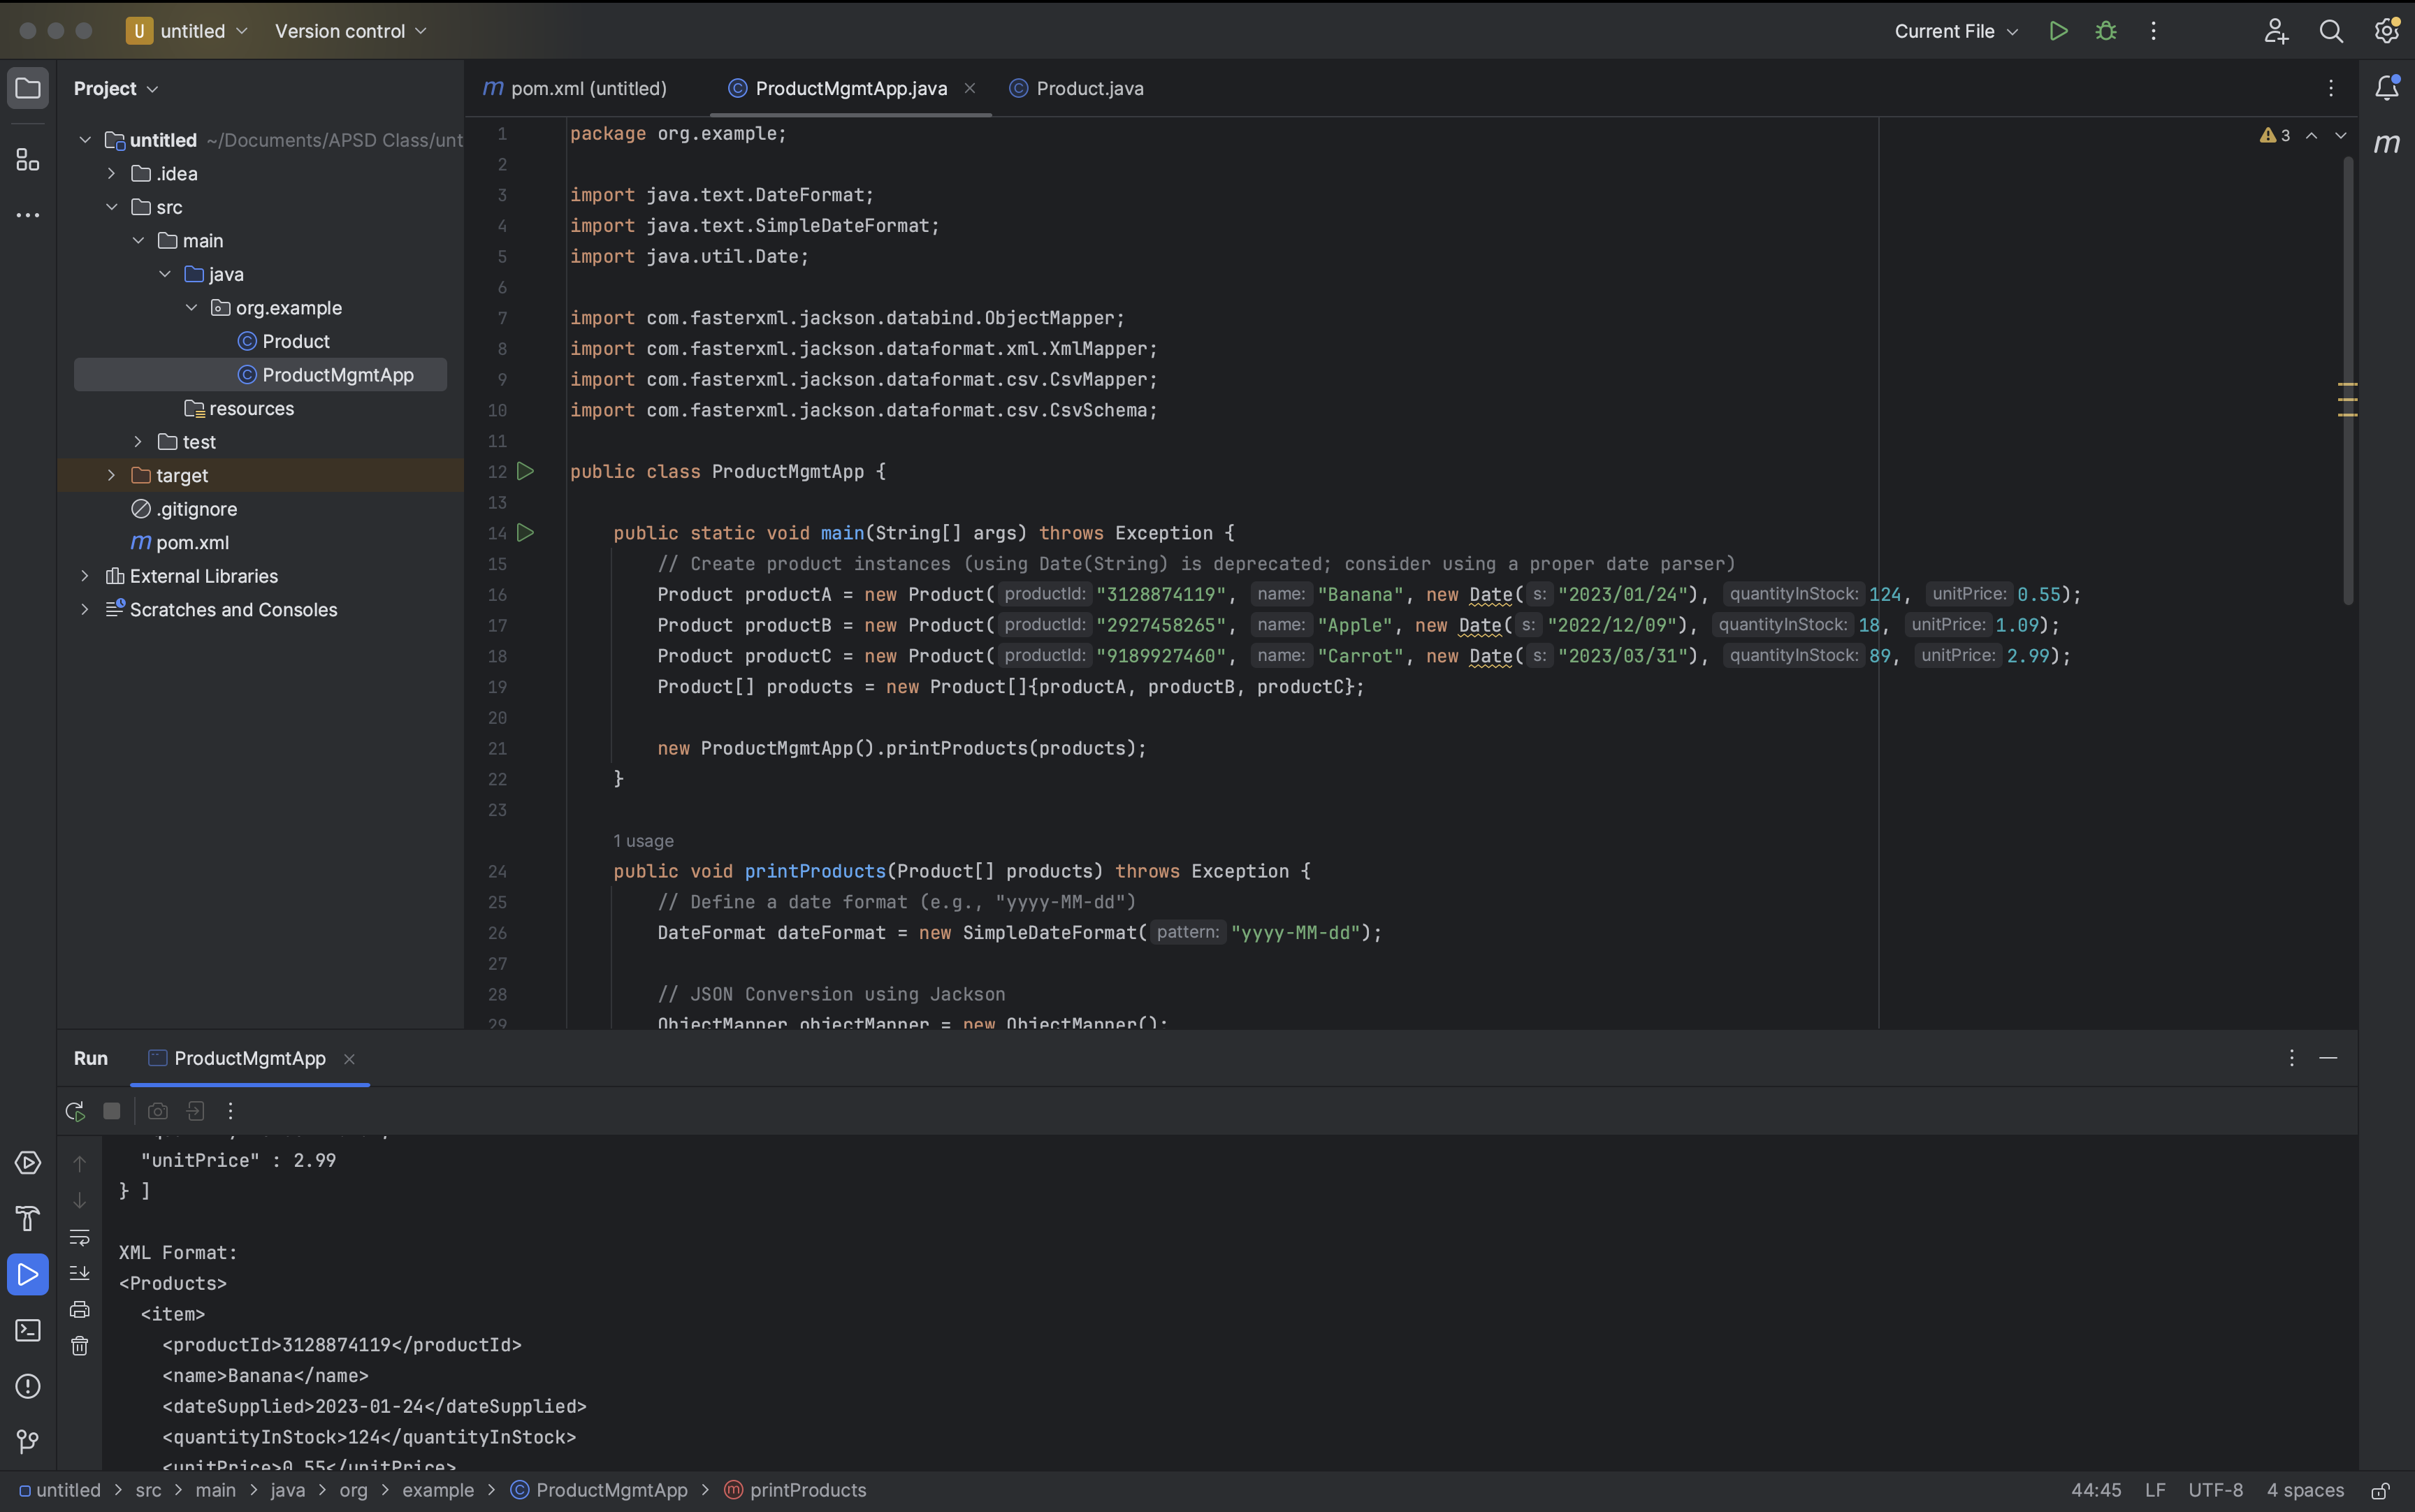 U untitled Version control Current File
Project
pom.xml (untitled) ProductMgmtApp.java Product.java
untitled ~/Documents/APSD Class/unt
.idea
src
main
java
org.example
Product
ProductMgmtApp
resources
test
target
.gitignore
m pom.xml
External Libraries
Scratches and Consoles
3
1 package org.example;
2
3 import java.text.DateFormat;
4 import java.text.SimpleDateFormat;
5 import java.util.Date;
6
7 import com.fasterxml.jackson.databind.ObjectMapper;
8 import com.fasterxml.jackson.dataformat.xml.XmlMapper;
9 import com.fasterxml.jackson.dataformat.csv.CsvMapper;
10 import com.fasterxml.jackson.dataformat.csv.CsvSchema;
11
12 public class ProductMgmtApp {
13
14 public static void main(String[] args) throws Exception {
15 // Create product instances (using Date(String) is deprecated; consider using a proper date parser)
16 Product productA = new Product( productId: "3128874119", name: "Banana", new Date( s: "2023/01/24"), quantityInStock: 124, unitPrice: 0.55);
17 Product productB = new Product( productId: "2927458265", name: "Apple", new Date( s: "2022/12/09"), quantityInStock: 18, unitPrice: 1.09);
18 Product productC = new Product( productId: "9189927460", name: "Carrot", new Date( s: "2023/03/31"), quantityInStock: 89, unitPrice: 2.99);
19 Product[] products = new Product[]{productA, productB, productC};
20
21 new ProductMgmtApp().printProducts(products);
22 }
23
1 usage
24 public void printProducts(Product[] products) throws Exception {
25 // Define a date format (e.g., "yyyy-MM-dd")
26 DateFormat dateFormat = new SimpleDateFormat( pattern: "yyyy-MM-dd");
27
28 // JSON Conversion using Jackson
29 ObjectMapper objectMapper = new ObjectMapper();
Run ProductMgmtApp
"unitPrice" : 2.99
} ]
XML Format:
<Products>
<item>
<productId>3128874119</productId>
<name>Banana</name>
<dateSupplied>2023-01-24</dateSupplied>
<quantityInStock>124</quantityInStock>
<unitPrice>0.55</unitPrice>
untitled > src > main > java > org > example > ProductMgmtApp > printProducts 44:45 LF UTF-8 4 spaces